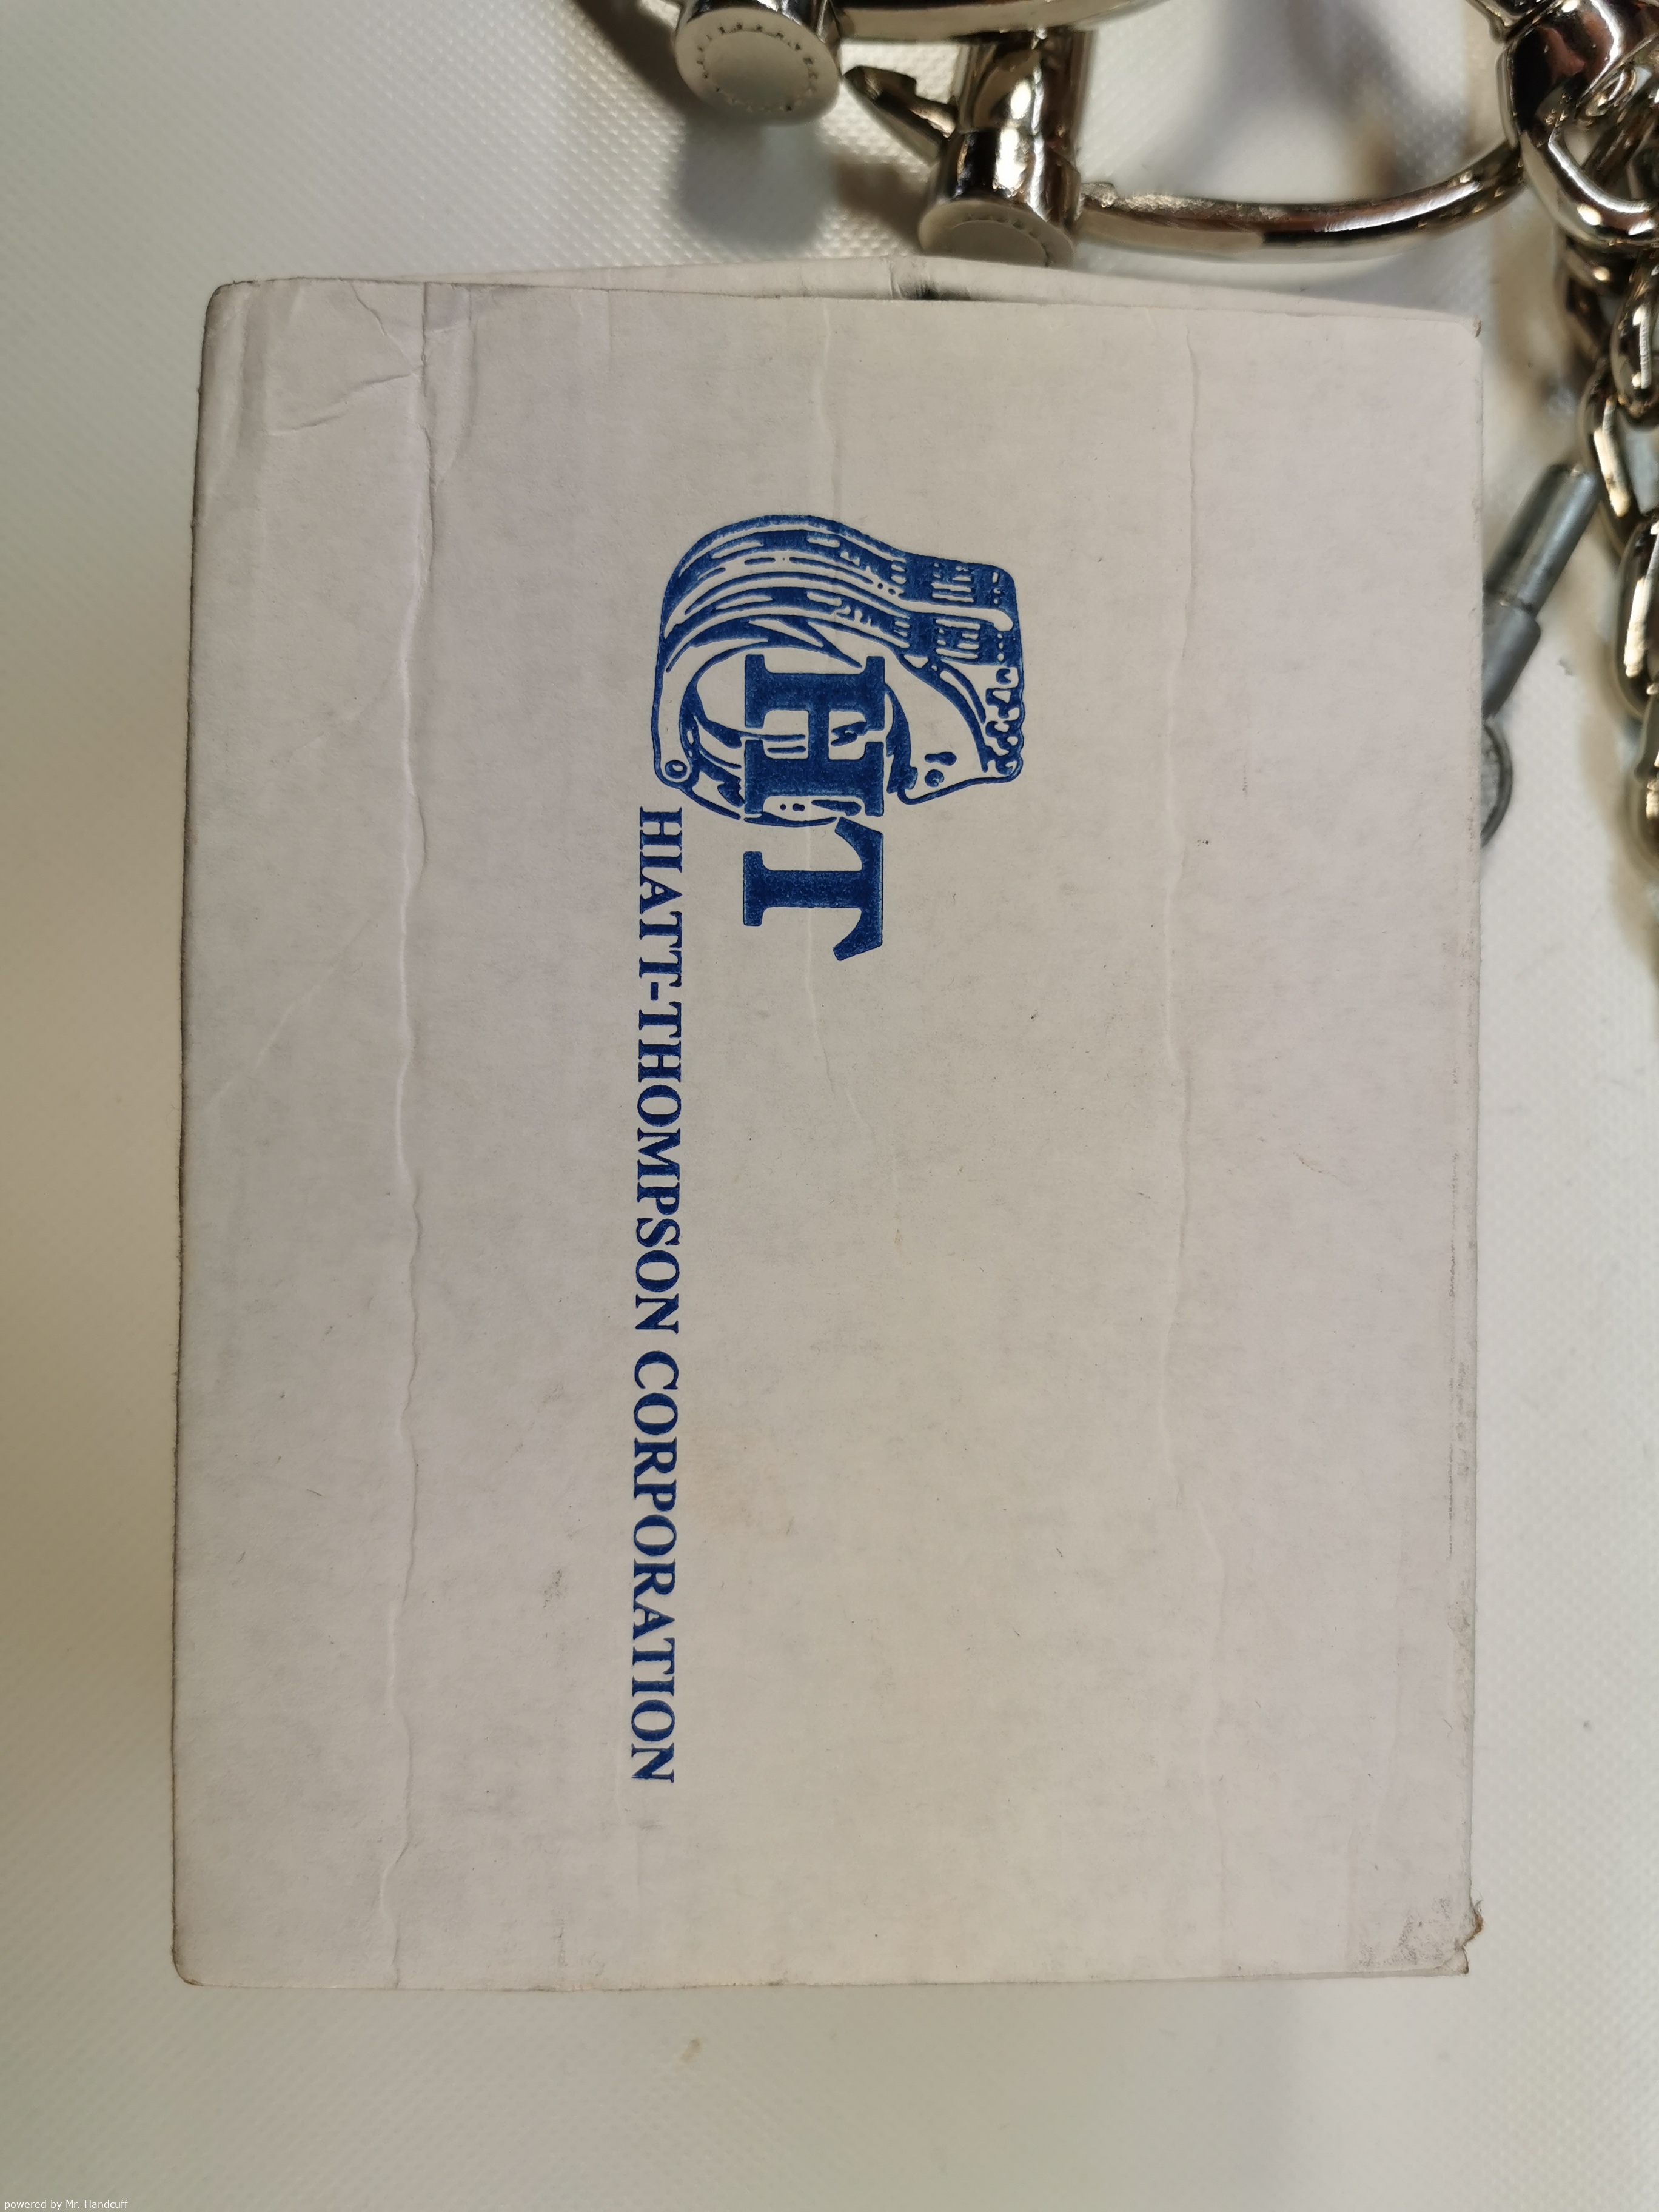 HT
HIATT-THOMPSON CORPORATION
powered by Mr. Handcuff